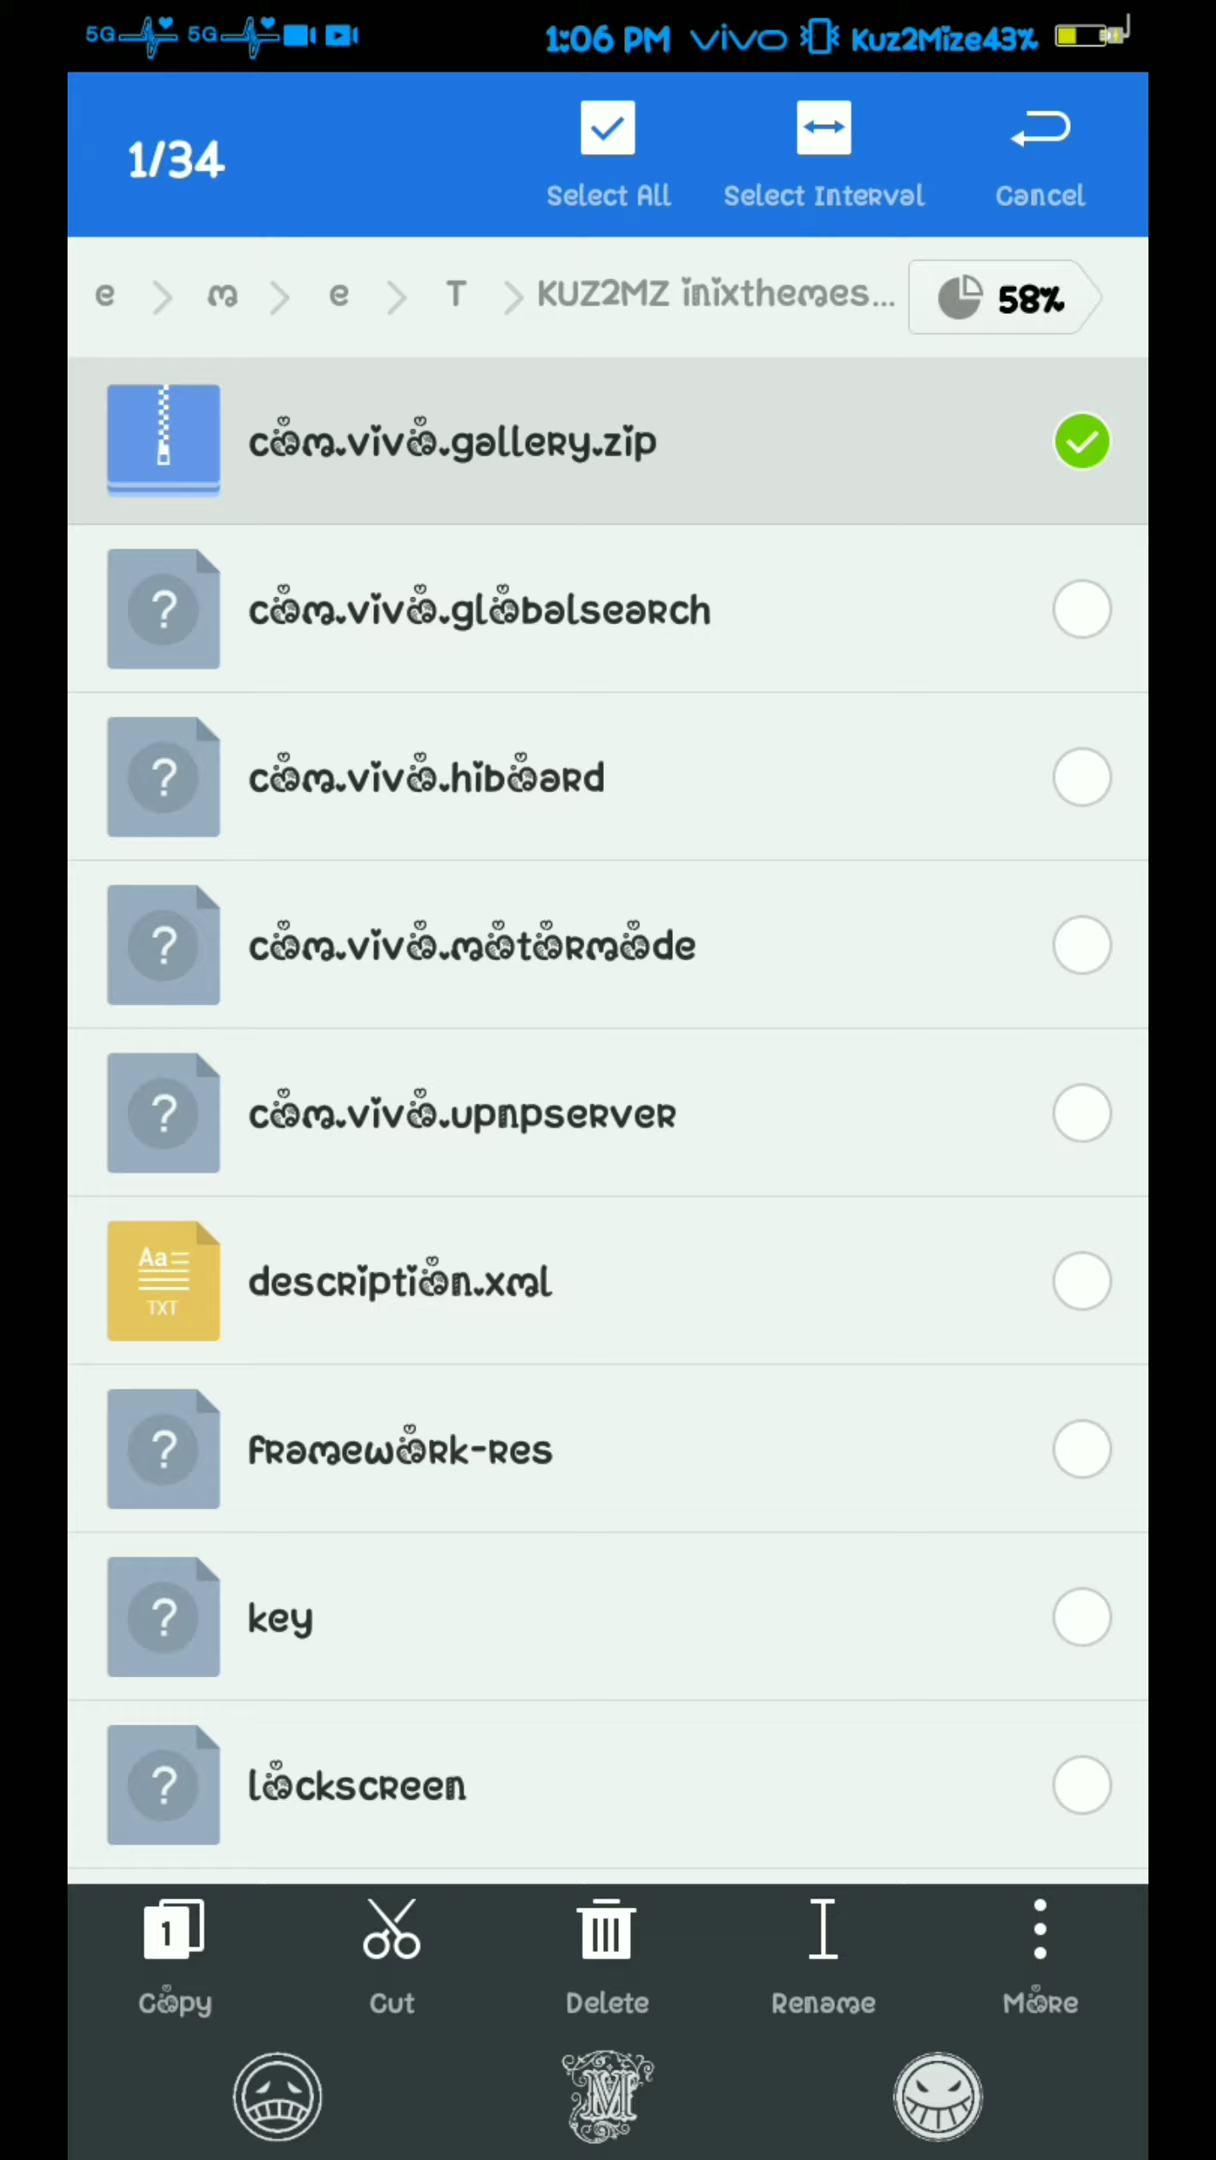 5G 5G 1:06 PM vivo Kuz2Mize43%
1/34
Select All
Select Interval
Cancel
e > m > e > T > KUZ2MZ inixthemes... 58%
com.vivo.gallery.zip
? com.vivo.globalsearch
? com.vivo.hiboard
? com.vivo.motormode
? com.vivo.upnpserver
Aa
TXT
description.xml
? framework-res
? key
? lockscreen
1
Copy
Cut
Delete
Rename
More
M